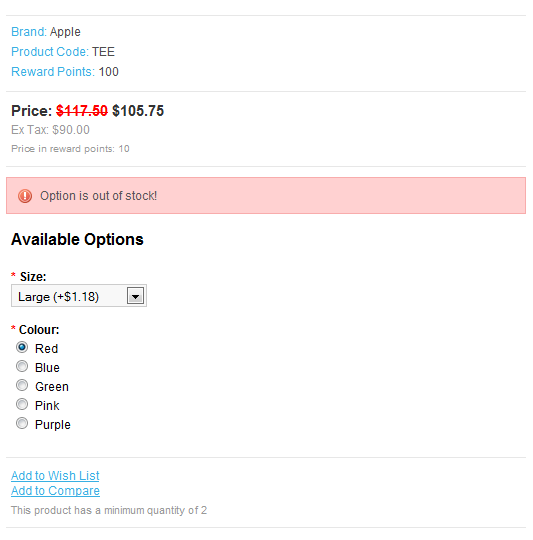 Brand: Apple
Product Code: TEE
Reward Points: 100
Price: $117.50 $105.75
Ex Tax: $90.00
Price in reward points: 10
Option is out of stock!
Available Options
* Size:
Large (+$1.18)
* Colour:
Red
Blue
Green
Pink
Purple
Add to Wish List
Add to Compare
This product has a minimum quantity of 2